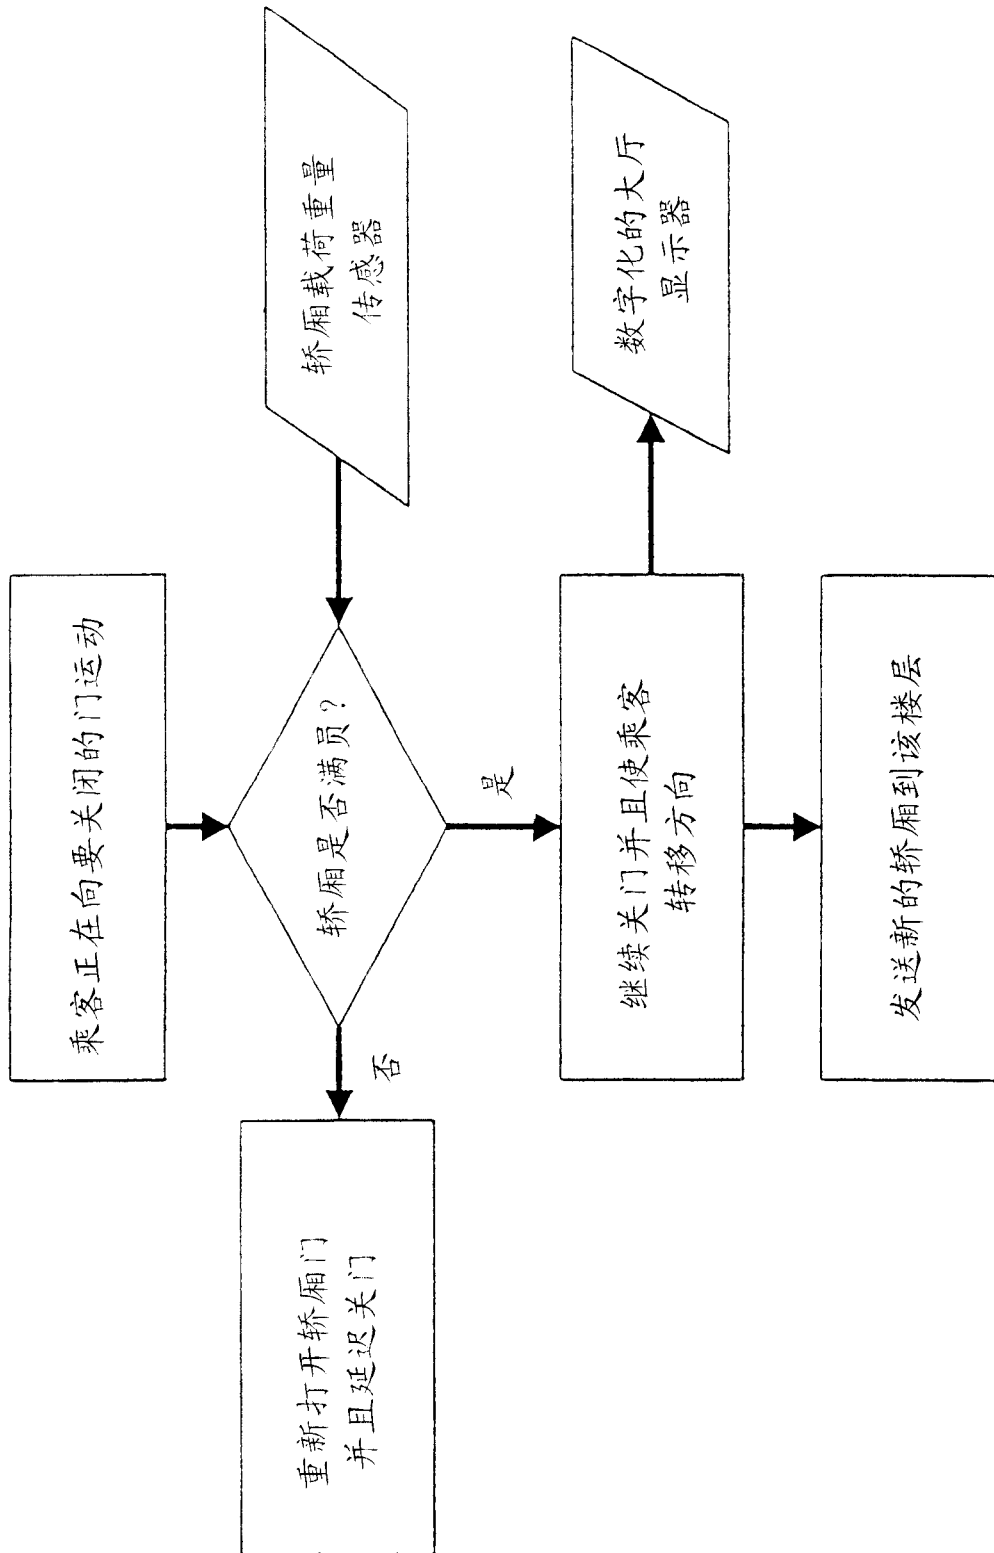 乘客正在向要关闭的门运动
轿厢载荷重量
传感器
轿厢是否满员?
否
是
重新打开轿厢门
并且延迟关门
继续关门并且使乘客
转移方向
数字化的大厅
显示器
发送新的轿厢到该楼层